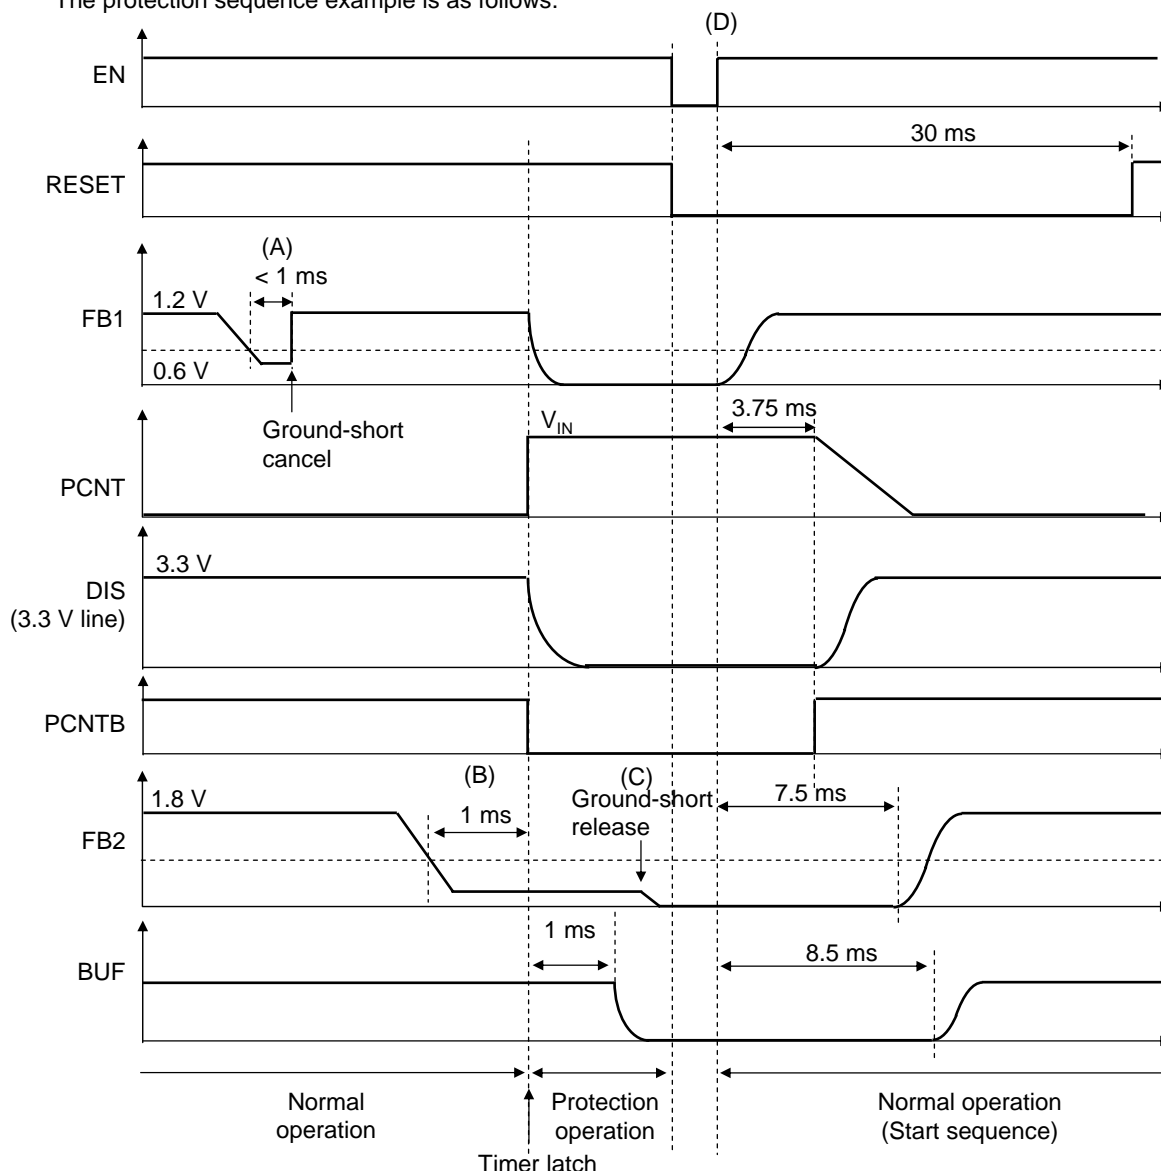 The protection sequence example is as follows.
(D)
EN
30 ms
RESET
(A)
< 1 ms
1.2 V
FB1
0.6 V
3.75 ms
Ground-short
cancel
VIN
PCNT
3.3 V
DIS
(3.3 V line)
PCNTB
(B)
(C)
1.8 V
1 ms
Ground-short
release
7.5 ms
FB2
1 ms
8.5 ms
BUF
Normal
operation
Protection
operation
Normal operation
(Start sequence)
Timer latch